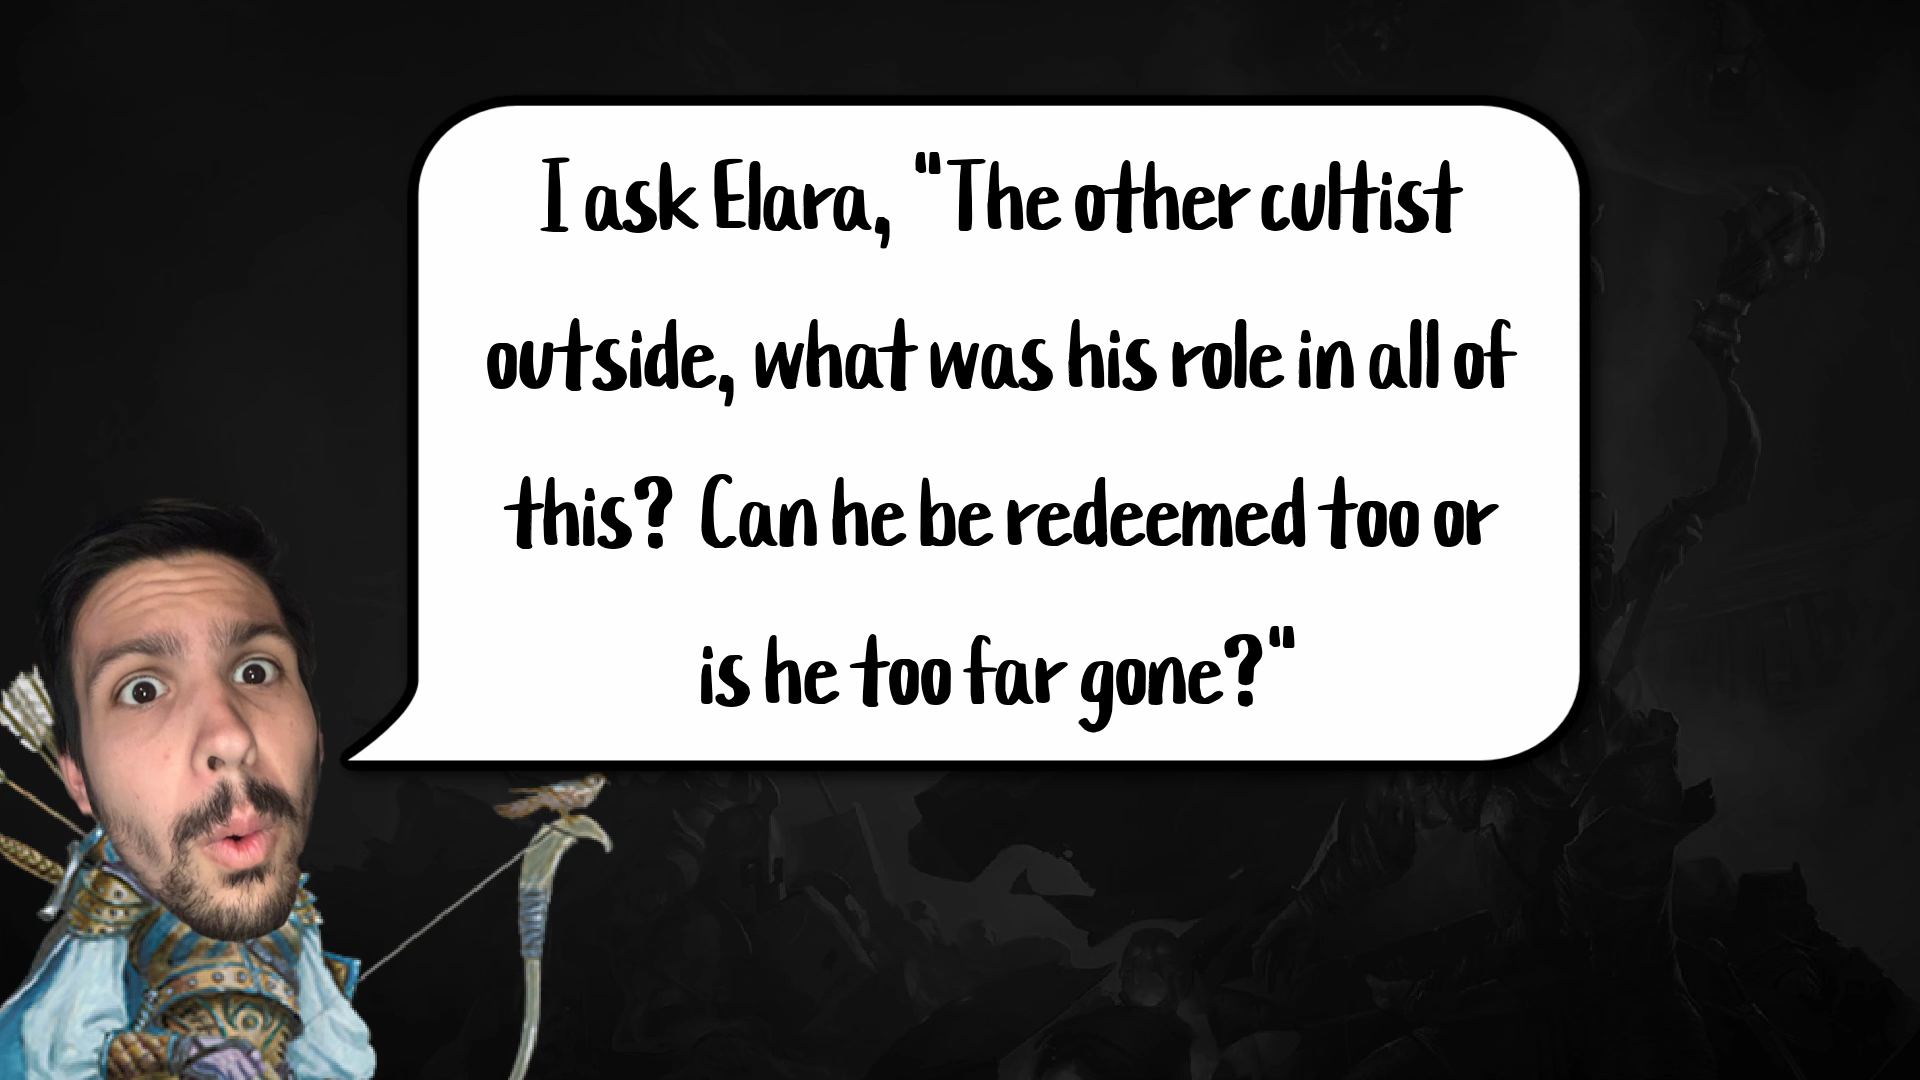 I ask Elara, "The other cultist
outside, what was his role in all of
this? Can he be redeemed too or
is he too far gone?"